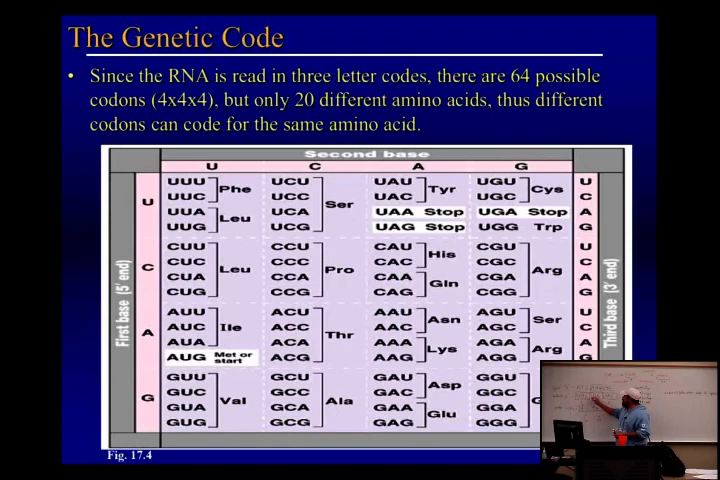 The Genetic Code
• Since the RNA is read in three letter codes, there are 64 possible
codons (4x4x4), but only 20 different amino acids, thus different
codons can code for the same amino acid.
Second base
U C A G
First base (5' end)
Third base (3' end)
U
UUU UUC Phe
UUA UUG Leu
UCU UCC UCA UCG Ser
UAU UAC Tyr
UAA Stop
UAG Stop
UGU UGC Cys
UGA Stop
UGG Trp
U C A G
C
CUU CUC CUA CUG Leu
CCU CCC CCA CCG Pro
CAU CAC His
CAA CAG Gln
CGU CGC CGA CGG Arg
U C A G
A
AUU AUC AUA Ile
AUG Met or start
ACU ACC ACA ACG Thr
AAU AAC Asn
AAA AAG Lys
AGU AGC Ser
AGA AGG Arg
U C A G
G
GUU GUC GUA GUG Val
GCU GCC GCA GCG Ala
GAU GAC Asp
GAA GAG Glu
GGU GGC GGA GGG G
Fig. 17.4